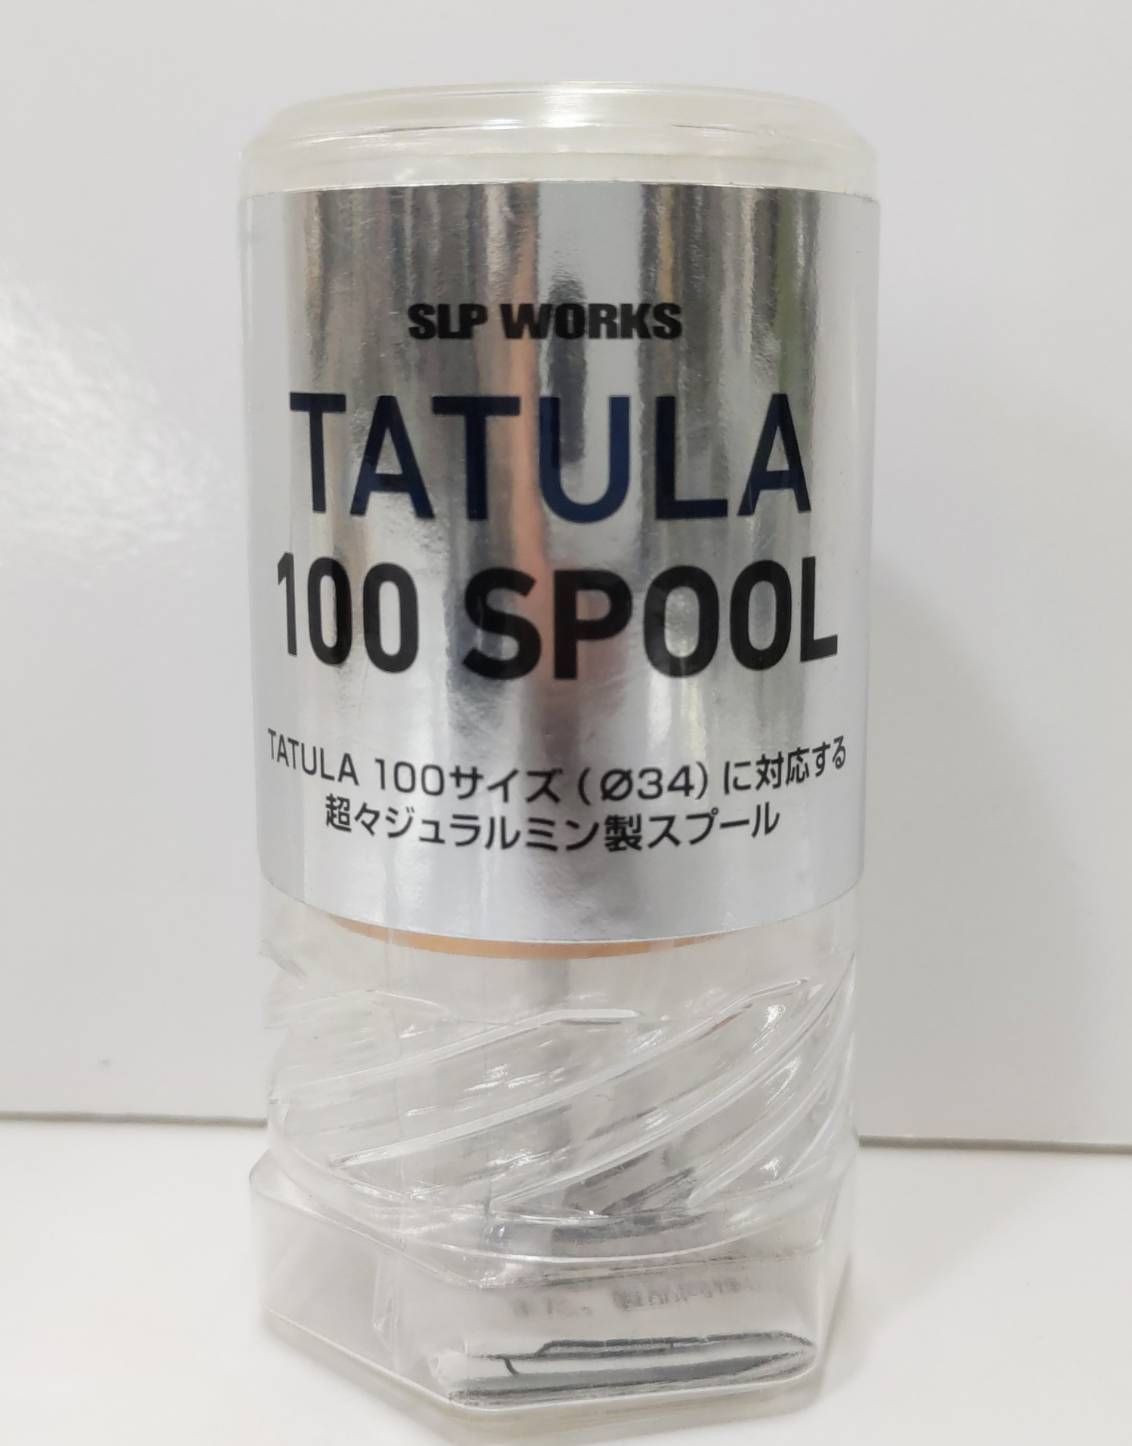 SLP WORKS
TATULA
100 SPOOL
TATULA 100サイズ(Ø34)に対応する
超々ジュラルミン製スプール